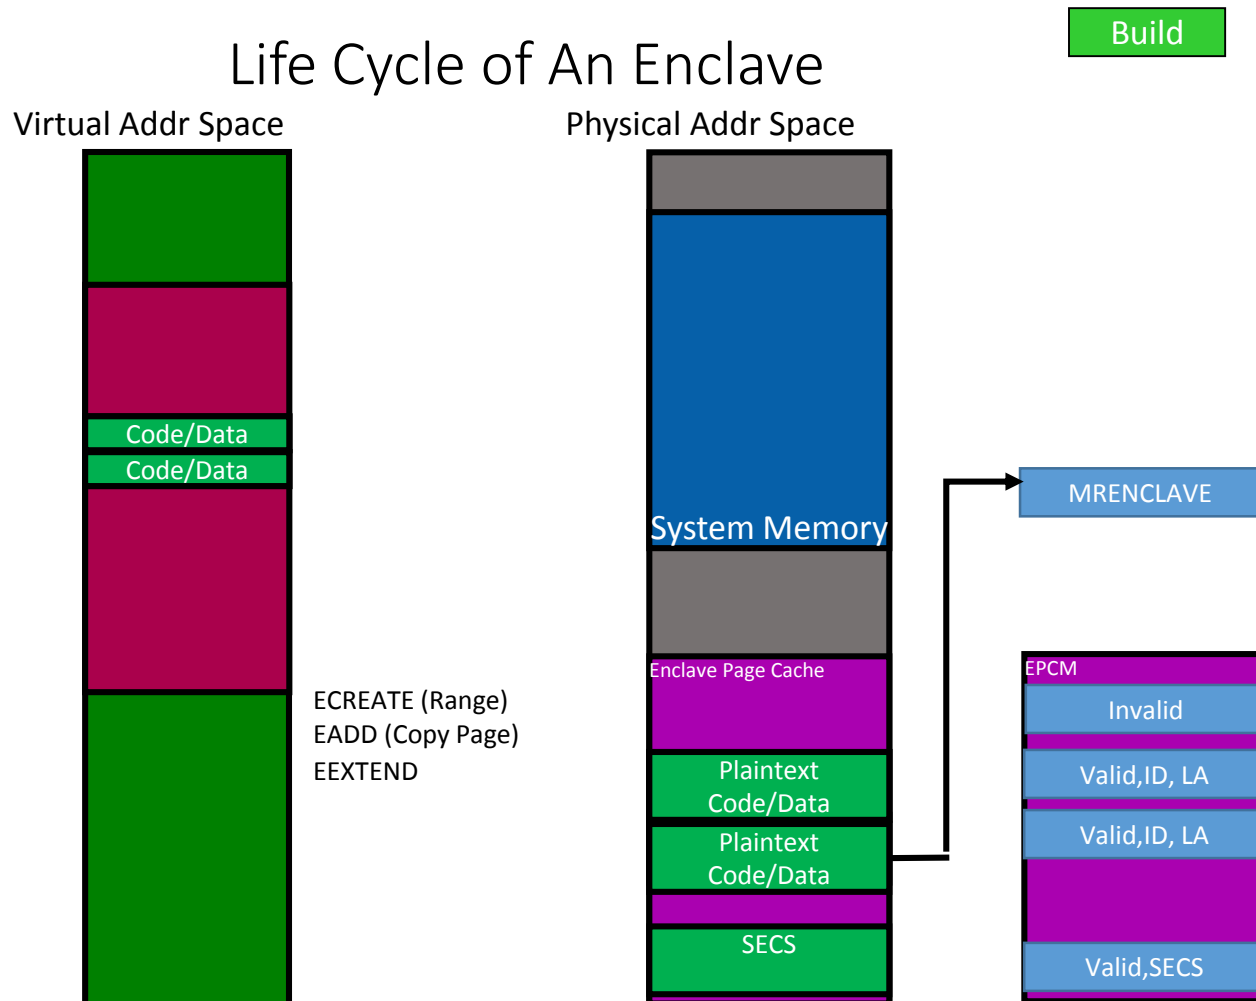 Build
Life Cycle of An Enclave
Virtual Addr Space
Physical Addr Space
Code/Data
Code/Data
System Memory
MRENCLAVE
Enclave Page Cache
ECREATE (Range)
EADD (Copy Page)
EEXTEND
Plaintext
Code/Data
Plaintext
Code/Data
SECS
EPCM
Invalid
Valid,ID, LA
Valid,ID, LA
Valid,SECS